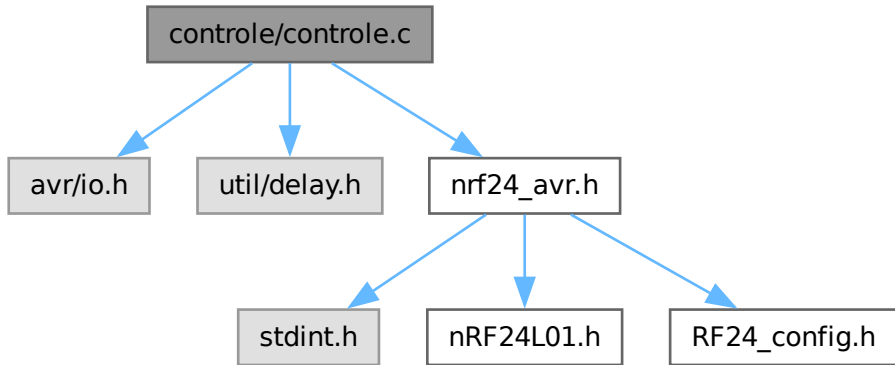 controle/controle.c
avr/io.h
util/delay.h
nrf24_avr.h
stdint.h
nRF24L01.h
RF24_config.h